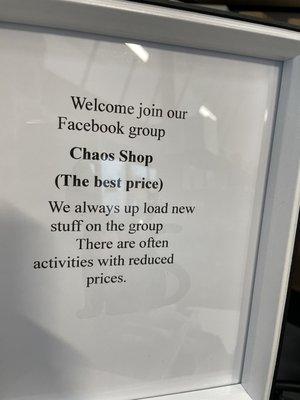 Welcome join our
Facebook group
Chaos Shop
(The best price)
We always up load new
stuff on the group
There are often
activities with reduced
prices.